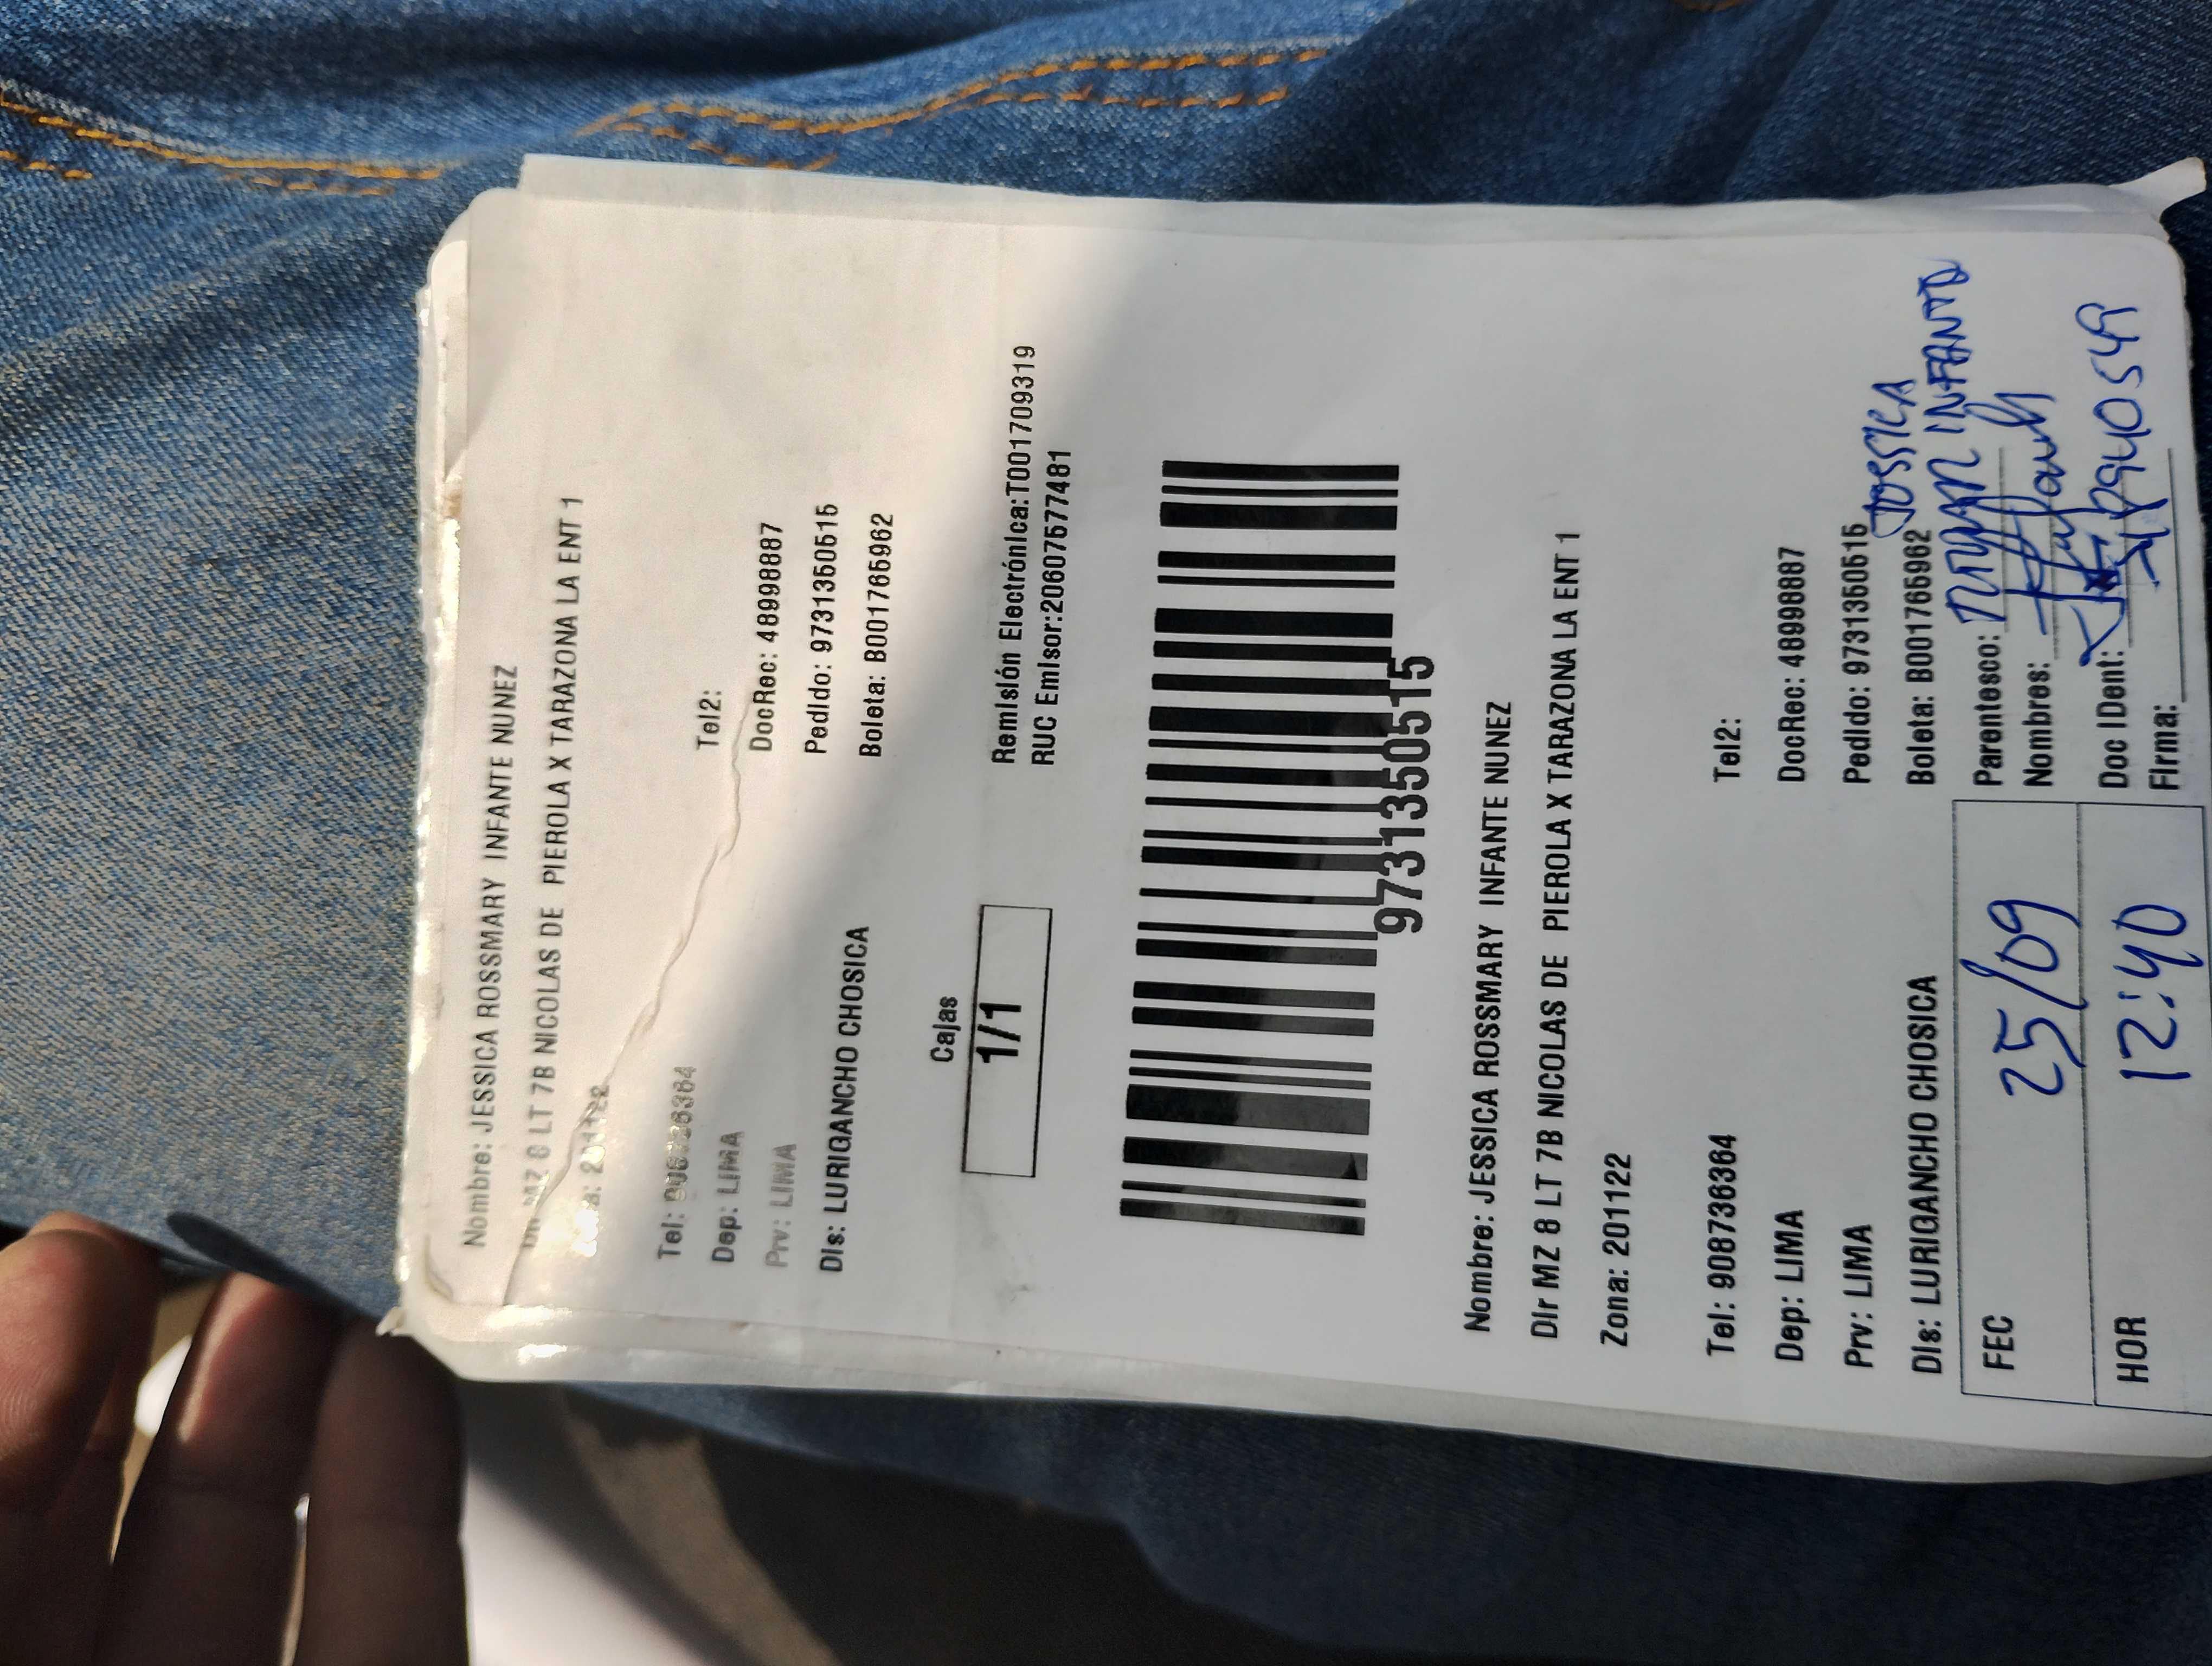 Nombre: JESSICA ROSSMARY INFANTE NUNEZ
MZ 8 LT 7B NICOLAS DE PIEROLA X TARAZONA LA ENT 1
201122
Tel: Tel2:
Dep: LIMA DocRec: 48998887
Prv: LIMA Pedido: 9731350515
Dis: LURIGANCHO CHOSICA Boleta: B001765962
Cajas
1/1
Remisión Electrónica:T001709319
RUC Emisor:20607577481
9731350515
Nombre: JESSICA ROSSMARY INFANTE NUNEZ
Dir MZ 8 LT 7B NICOLAS DE PIEROLA X TARAZONA LA ENT 1
Zona: 201122
Tel: 908736364 Tel2:
Dep: LIMA DocRec: 48998887
Prv: LIMA Pedido: 9731350515
Dis: LURIGANCHO CHOSICA Boleta: B001765962
JESSICA
FEC 25/09 Parentesco: INFANTE
Nombres:
HOR 12:40 Doc IDent:
Firma: